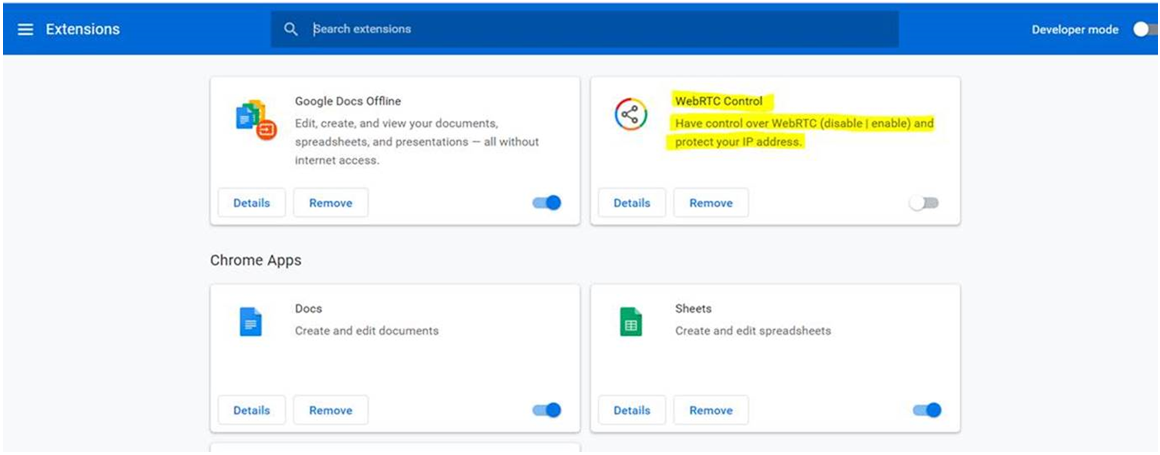 Extensions
Search extensions
Developer mode
Google Docs Offline
Edit, create, and view your documents,
spreadsheets, and presentations — all without
internet access.
Details
Remove
WebRTC Control
Have control over WebRTC (disable | enable) and
protect your IP address.
Details
Remove
Chrome Apps
Docs
Create and edit documents
Details
Remove
Sheets
Create and edit spreadsheets
Details
Remove